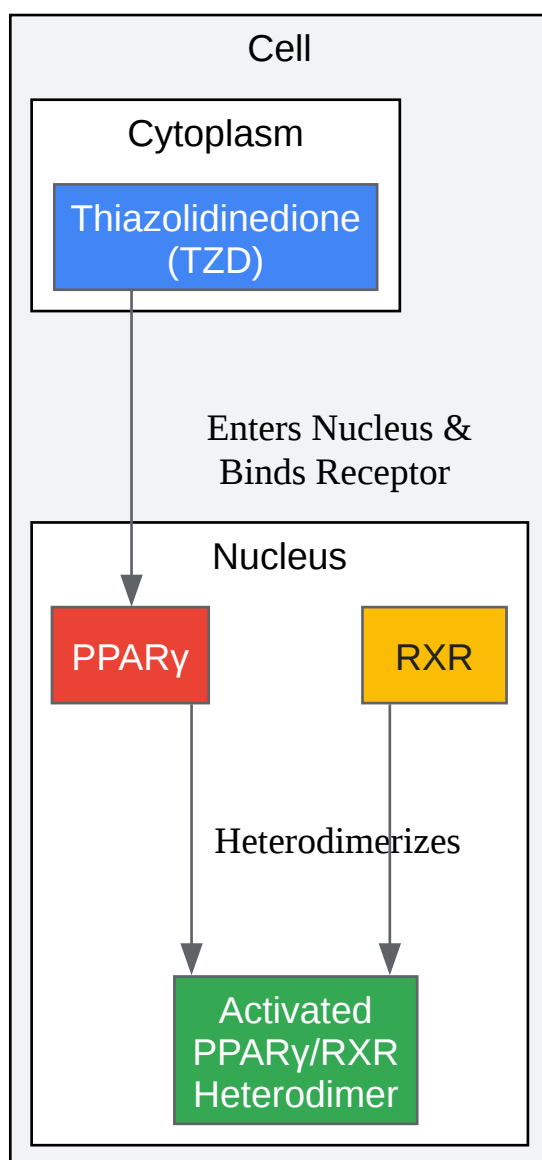 Cell
Cytoplasm
Thiazolidinedione
(TZD)
Enters Nucleus &
Binds Receptor
Nucleus
PPARγ
RXR
Heterodimerizes
Activated
PPARγ/RXR
Heterodimer